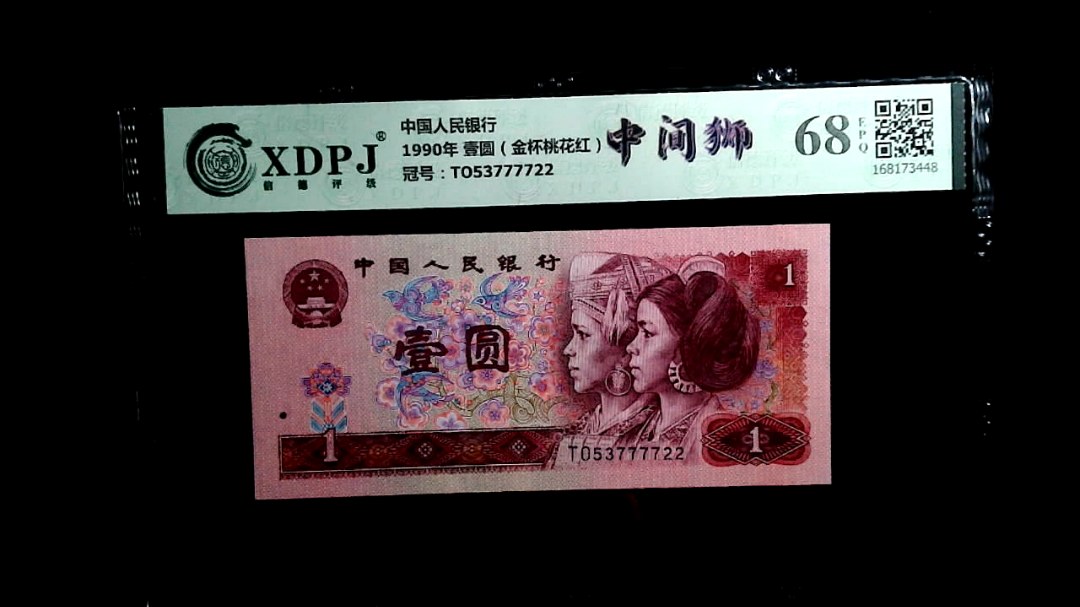 XDPJ®
信德评级
中国人民银行
1990年 壹圆（金杯桃花红）
冠号：TO53777722
中间狮
68
EPQ
168173448
中国人民银行
1
壹圆
1
TO53777722
1